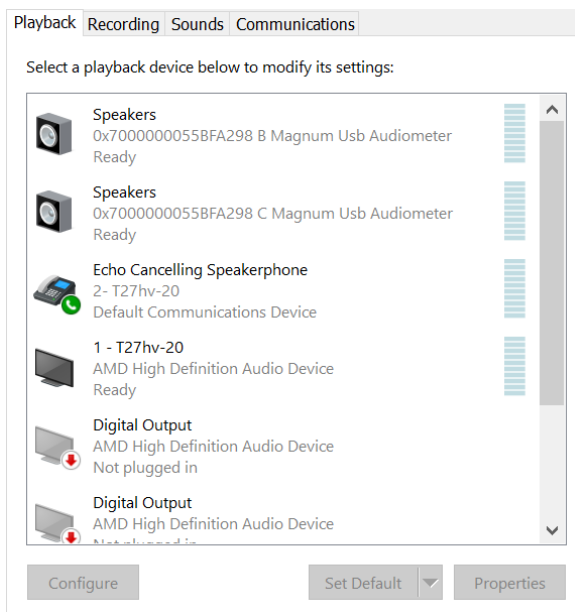 Playback Recording Sounds Communications
Select a playback device below to modify its settings:
Speakers
0x7000000055BFA298 B Magnum Usb Audiometer
Ready
Speakers
0x7000000055BFA298 C Magnum Usb Audiometer
Ready
Echo Cancelling Speakerphone
2- T27hv-20
Default Communications Device
1 - T27hv-20
AMD High Definition Audio Device
Ready
Digital Output
AMD High Definition Audio Device
Not plugged in
Digital Output
AMD High Definition Audio Device
Not plugged in
Configure Set Default Properties